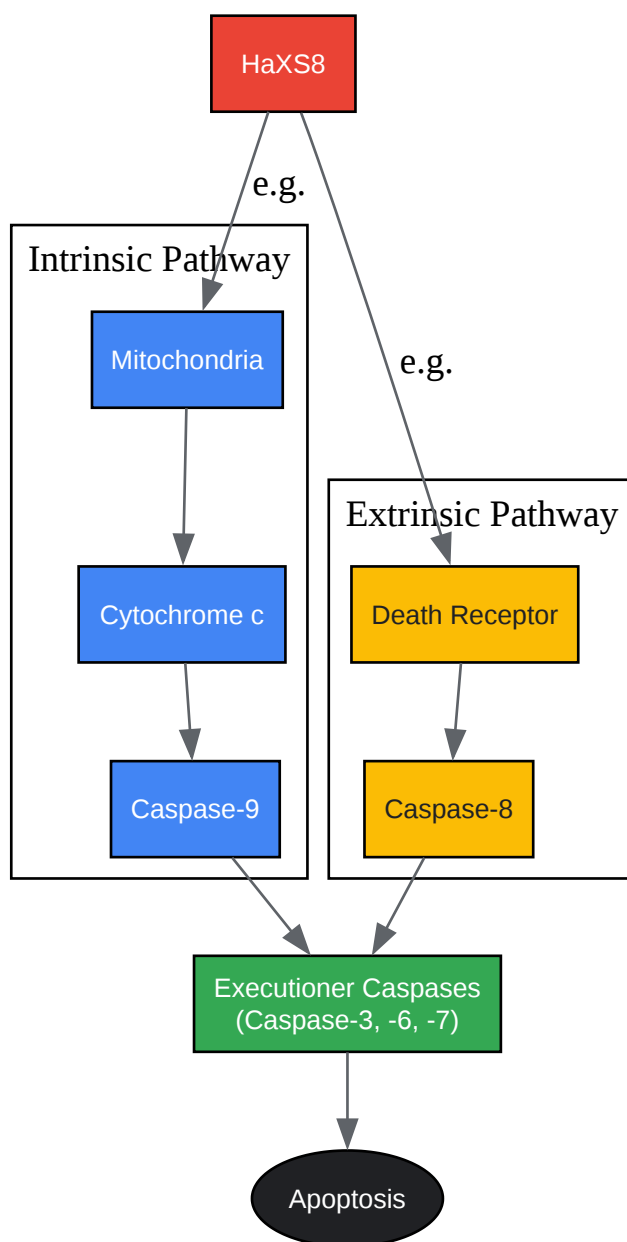 HaXS8
e.g.
Intrinsic Pathway
Mitochondria
e.g.
Extrinsic Pathway
Cytochrome c
Death Receptor
Caspase-9
Caspase-8
Executioner Caspases
(Caspase-3, -6, -7)
Apoptosis